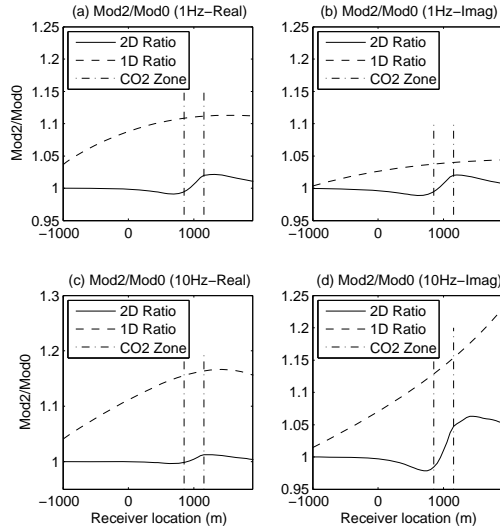 (a) Mod2/Mod0 (1Hz-Real)
1.25
1.2
1.15
1.1
1.05
1
0.95
Mod2/Mod0
2D Ratio
1D Ratio
CO2 Zone
−1000
0
1000
(b) Mod2/Mod0 (1Hz-Imag)
1.25
1.2
1.15
1.1
1.05
1
0.95
2D Ratio
1D Ratio
CO2 Zone
−1000
0
1000
(c) Mod2/Mod0 (10Hz-Real)
1.3
1.2
1.1
1
Mod2/Mod0
2D Ratio
1D Ratio
CO2 Zone
−1000
0
1000
Receiver location (m)
(d) Mod2/Mod0 (10Hz-Imag)
1.25
1.2
1.15
1.1
1.05
1
0.95
2D Ratio
1D Ratio
CO2 Zone
−1000
0
1000
Receiver location (m)